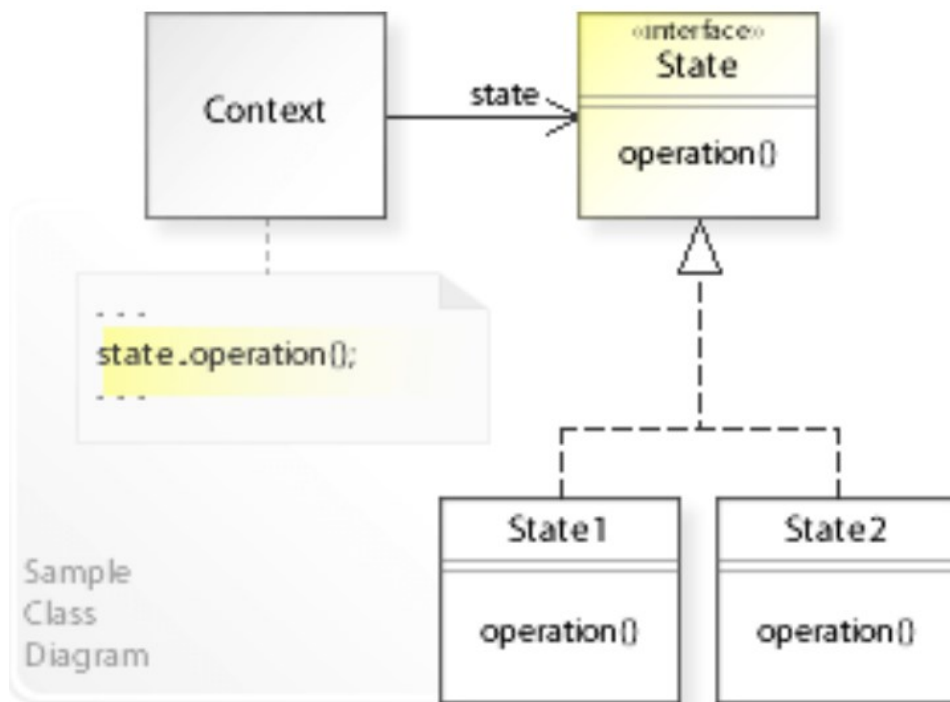 Context
state
«interface»
State
operation()
- - -
state.operation();
- - -
State1
operation()
State2
operation()
Sample
Class
Diagram